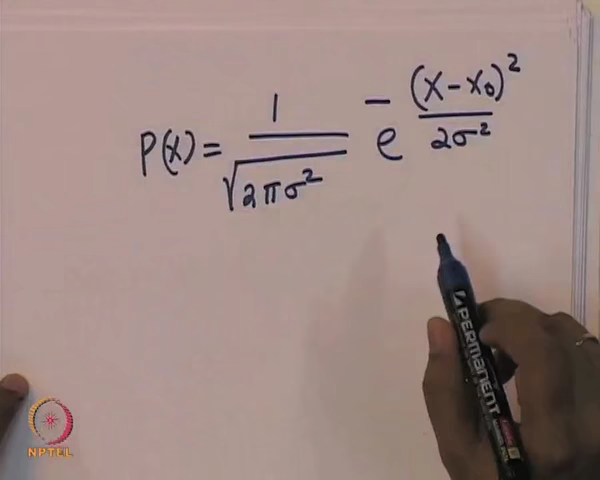 P(x) = 1/√(2πσ²) e^(-(x-x₀)²/2σ²)
PERMANENT
NPTEL